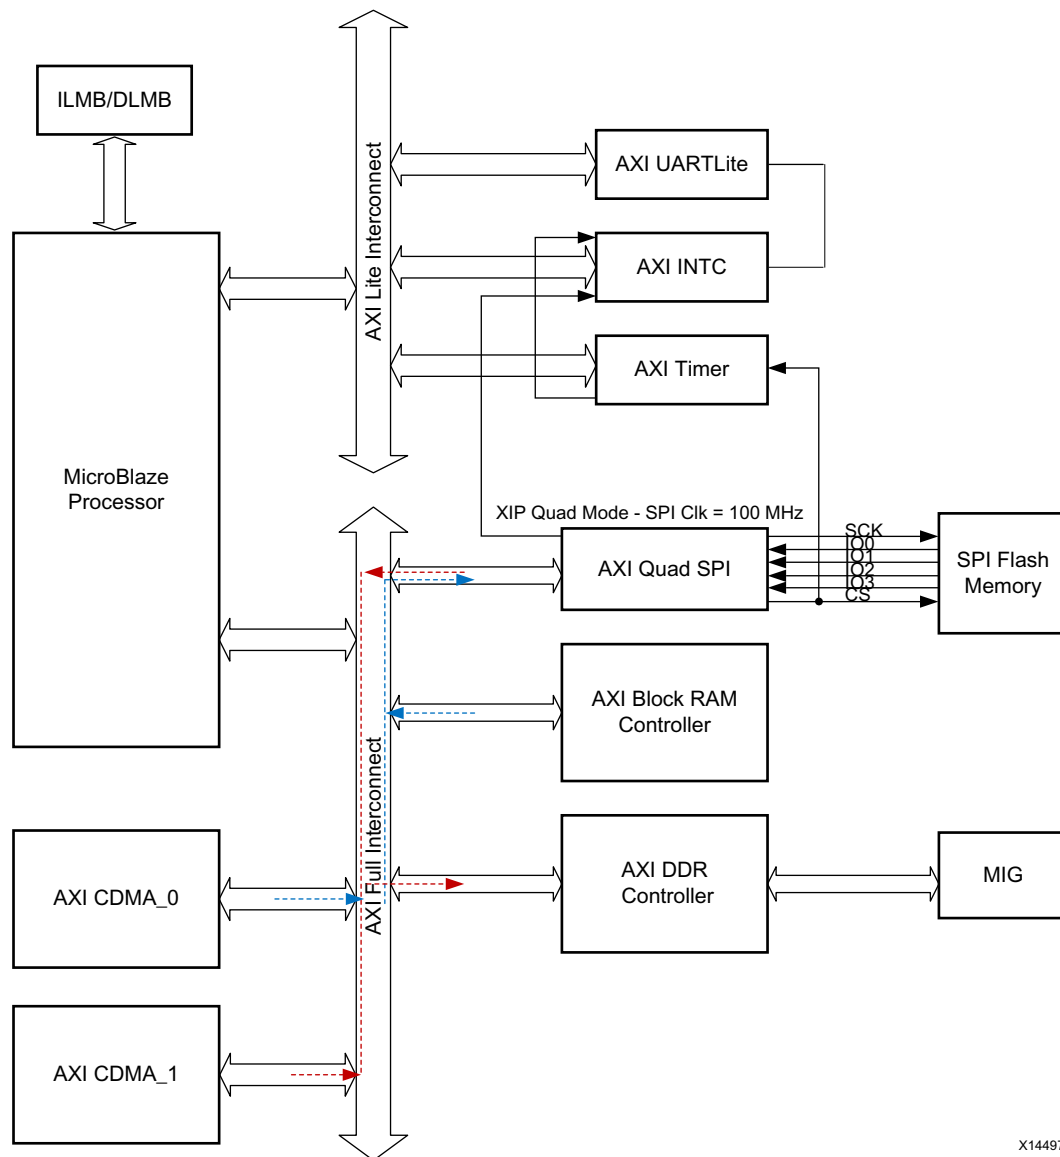 ILMB/DLMB
AXI Lite Interconnect
AXI UARTLite
AXI INTC
AXI Timer
MicroBlaze
Processor
XIP Quad Mode - SPI Clk = 100 MHz
AXI Quad SPI
SCK
IO0
IO1
IO2
IO3
CS
SPI Flash
Memory
AXI Block RAM
Controller
AXI Full Interconnect
AXI CDMA_0
AXI DDR
Controller
MIG
AXI CDMA_1
X14497